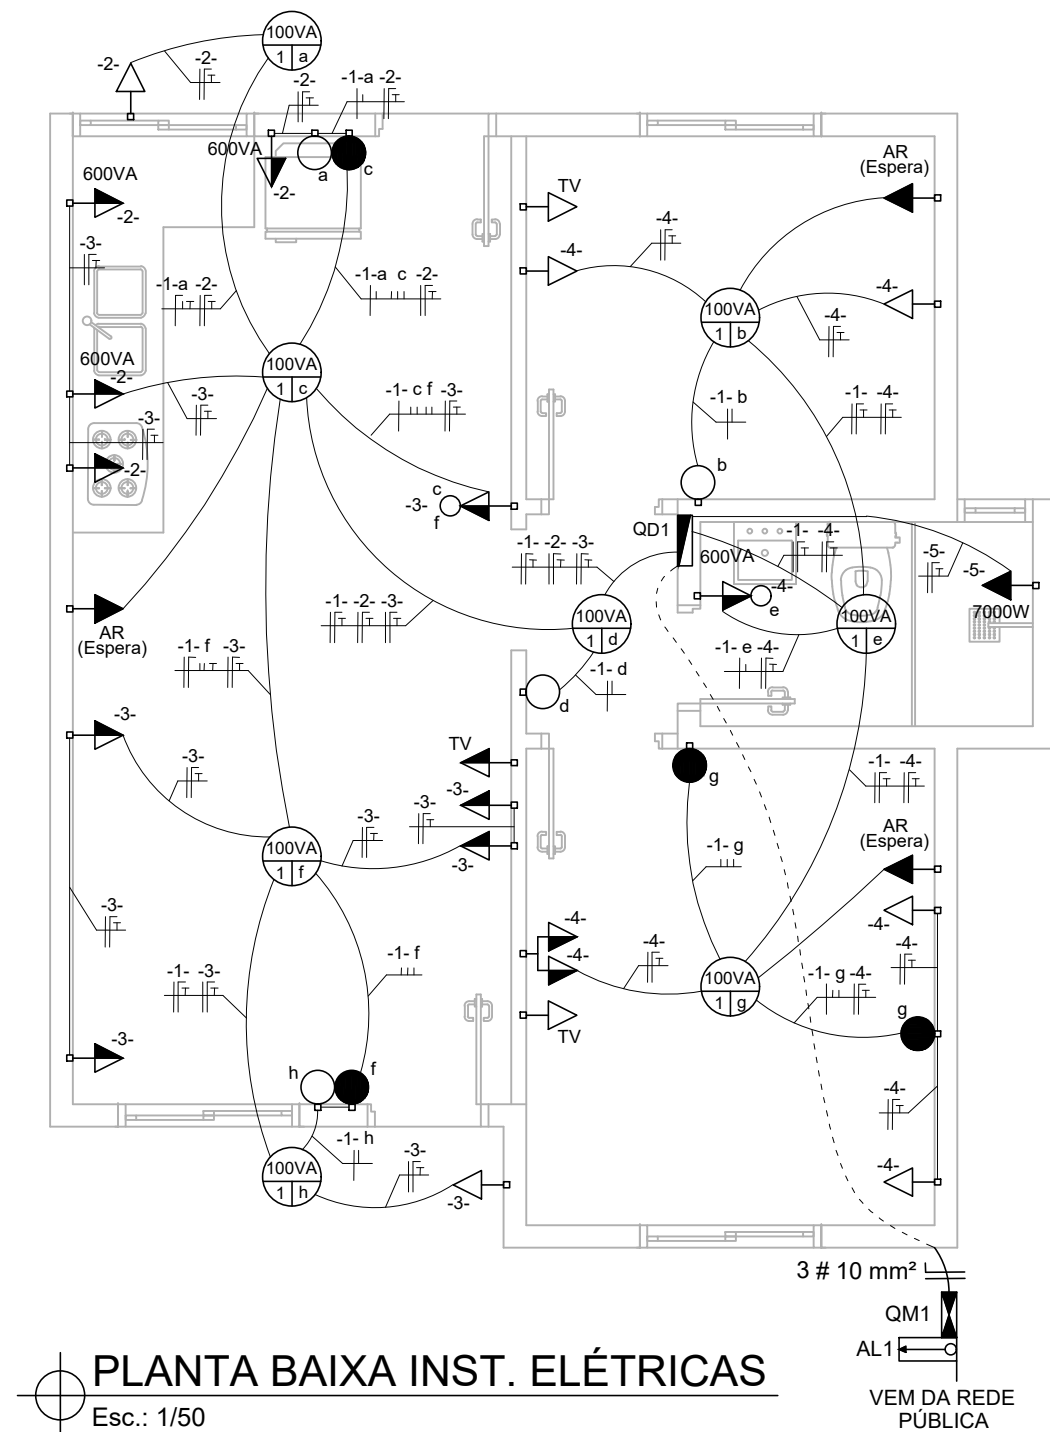 100VA
1 a
-2-
-2-
-2-
-1-a -2-
600VA
a
c
-2-
AR
(Espera)
600VA
-2-
TV
-4-
-4-
-3-
-1-a -2-
-1-a c -2-
-4-
100VA
1 b
-4-
600VA
-2-
100VA
1 c
-3-
-1- c f -3-
-1- b
-1- -4-
-3-
-2-
b
c
-3-
f
QD1
600VA
-1- -4-
-1- -2- -3-
-5-
-5-
7000W
-4-
e
-1- -2- -3-
100VA
1 d
100VA
1 e
AR
(Espera)
-1- f -3-
-1- d
-1- e -4-
d
-3-
TV
-3-
-3-
-3-
g
-1- -4-
-3-
-3-
AR
(Espera)
100VA
1 f
-1- g
-3-
-4-
-4-
-4-
-4-
-4-
-1- f
-1- -3-
100VA
1 g
-1- g -4-
g
TV
-3-
h
f
-4-
-1- h
-3-
-4-
100VA
1 h
-3-
3 # 10 mm²
QM1
AL1
PLANTA BAIXA INST. ELÉTRICAS
Esc.: 1/50
VEM DA REDE
PÚBLICA